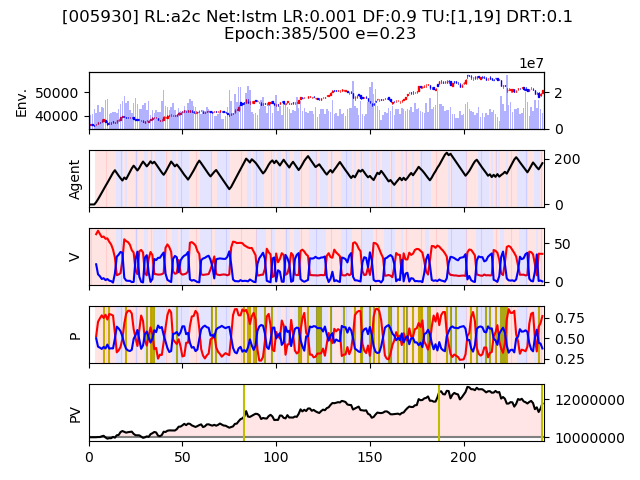 [005930] RL:a2c Net:lstm LR:0.001 DF:0.9 TU:[1,19] DRT:0.1
Epoch:385/500 e=0.23
1e7
Env.
50000
40000
2
0
Agent
200
0
V
50
0
P
0.75
0.50
0.25
PV
12000000
10000000
0 50 100 150 200